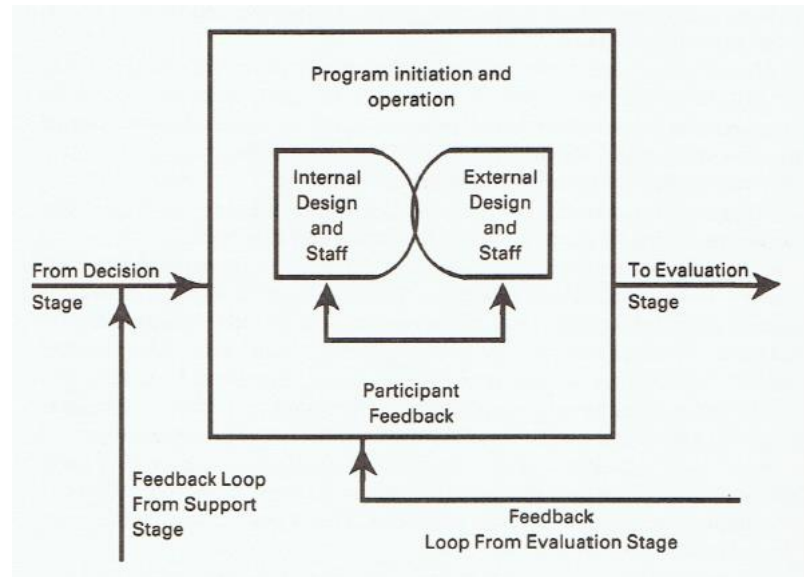 Program initiation and
operation
Internal
Design
and
Staff
External
Design
and
Staff
From Decision
Stage
To Evaluation
Stage
Participant
Feedback
Feedback Loop
From Support
Stage
Feedback
Loop From Evaluation Stage